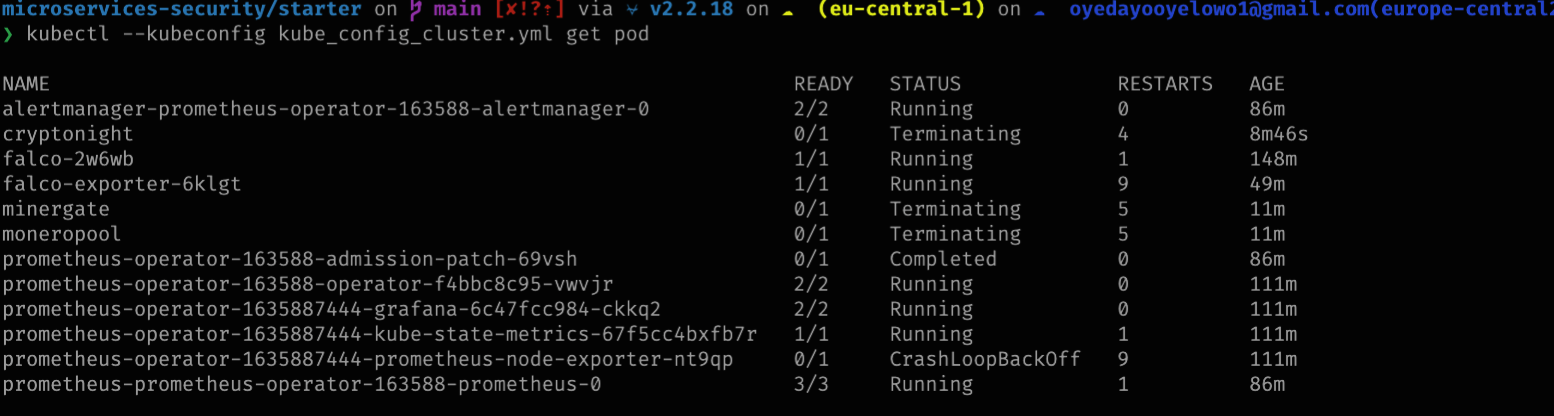 microservices-security/starter on main [✘!?⇡] via v2.2.18 on ☁ (eu-central-1) on ☁ oyedayooyelowo1@gmail.com(europe-central2
❯ kubectl --kubeconfig kube_config_cluster.yml get pod
NAME READY STATUS RESTARTS AGE
alertmanager-prometheus-operator-163588-alertmanager-0 2/2 Running 0 86m
cryptonight 0/1 Terminating 4 8m46s
falco-2w6wb 1/1 Running 1 148m
falco-exporter-6klgt 1/1 Running 9 49m
minergate 0/1 Terminating 5 11m
moneropool 0/1 Terminating 5 11m
prometheus-operator-163588-admission-patch-69vsh 0/1 Completed 0 86m
prometheus-operator-163588-operator-f4bbc8c95-vwvjr 2/2 Running 0 111m
prometheus-operator-1635887444-grafana-6c47fcc984-ckkq2 2/2 Running 0 111m
prometheus-operator-1635887444-kube-state-metrics-67f5cc4bxfb7r 1/1 Running 1 111m
prometheus-operator-1635887444-prometheus-node-exporter-nt9qp 0/1 CrashLoopBackOff 9 111m
prometheus-prometheus-operator-163588-prometheus-0 3/3 Running 1 86m